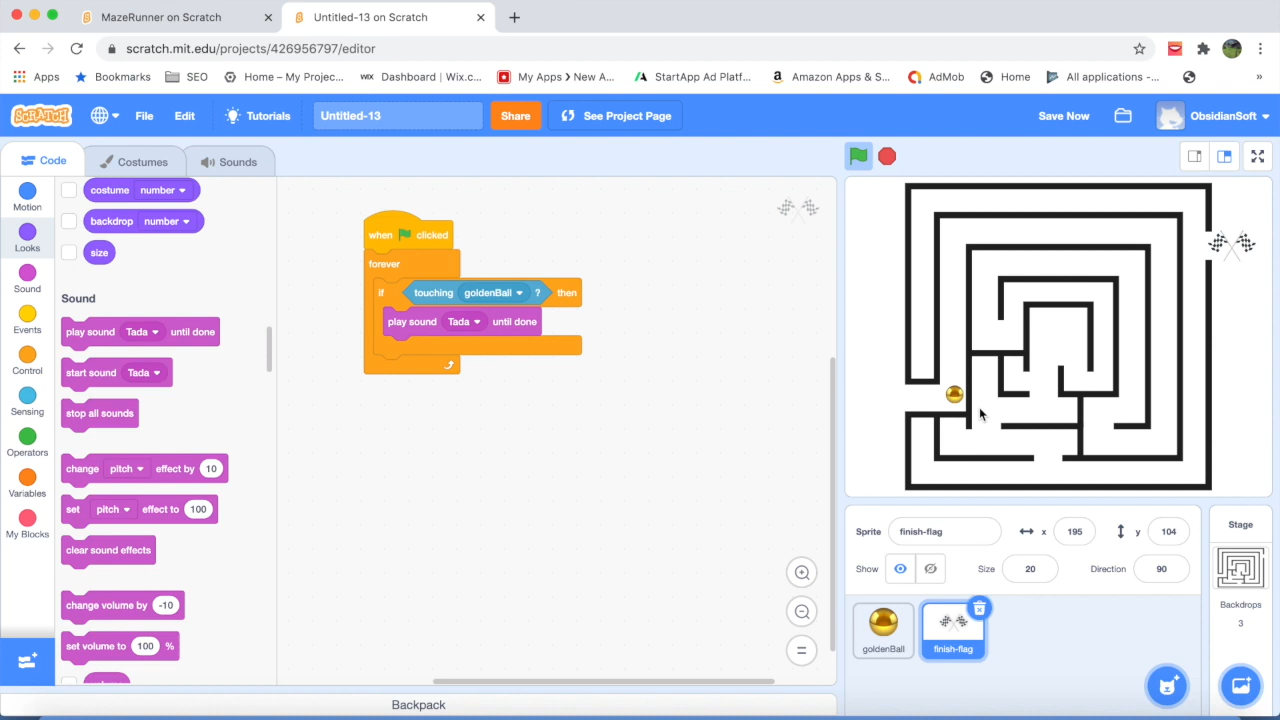 MazeRunner on Scratch
Untitled-13 on Scratch
scratch.mit.edu/projects/426956797/editor
Apps
Bookmarks
SEO
Home – My Projec...
WIX Dashboard | Wix.c...
My Apps > New A...
StartApp Ad Platf...
Amazon Apps & S...
AdMob
Home
All applications -...
»
SCRATCH
File
Edit
Tutorials
Untitled-13
Share
See Project Page
Save Now
ObsidianSoft
Code
Costumes
Sounds
Motion
Looks
Sound
Events
Control
Sensing
Operators
Variables
My Blocks
costume number
backdrop number
size
Sound
play sound Tada until done
start sound Tada
stop all sounds
change pitch effect by 10
set pitch effect to 100
clear sound effects
change volume by -10
set volume to 100 %
when clicked
forever
if touching goldenBall ? then
play sound Tada until done
Sprite finish-flag x 195 y 104
Show Size 20 Direction 90
goldenBall
finish-flag
Stage
Backdrops
3
Backpack